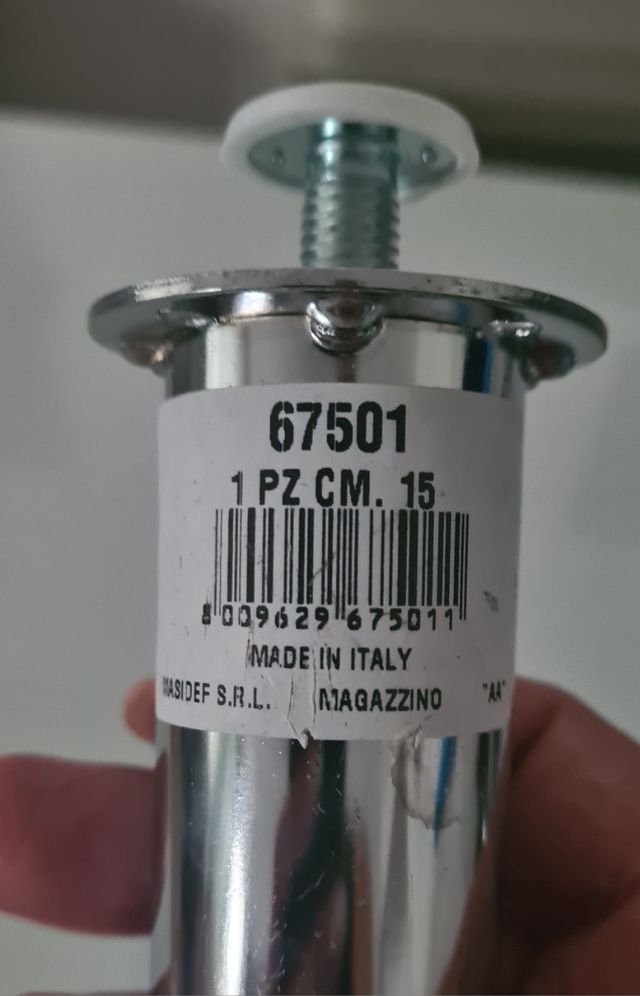 67501
1 PZ CM. 15
8 009629 675011
MADE IN ITALY
MASIDEF S.R.L. MAGAZZINO "AA"